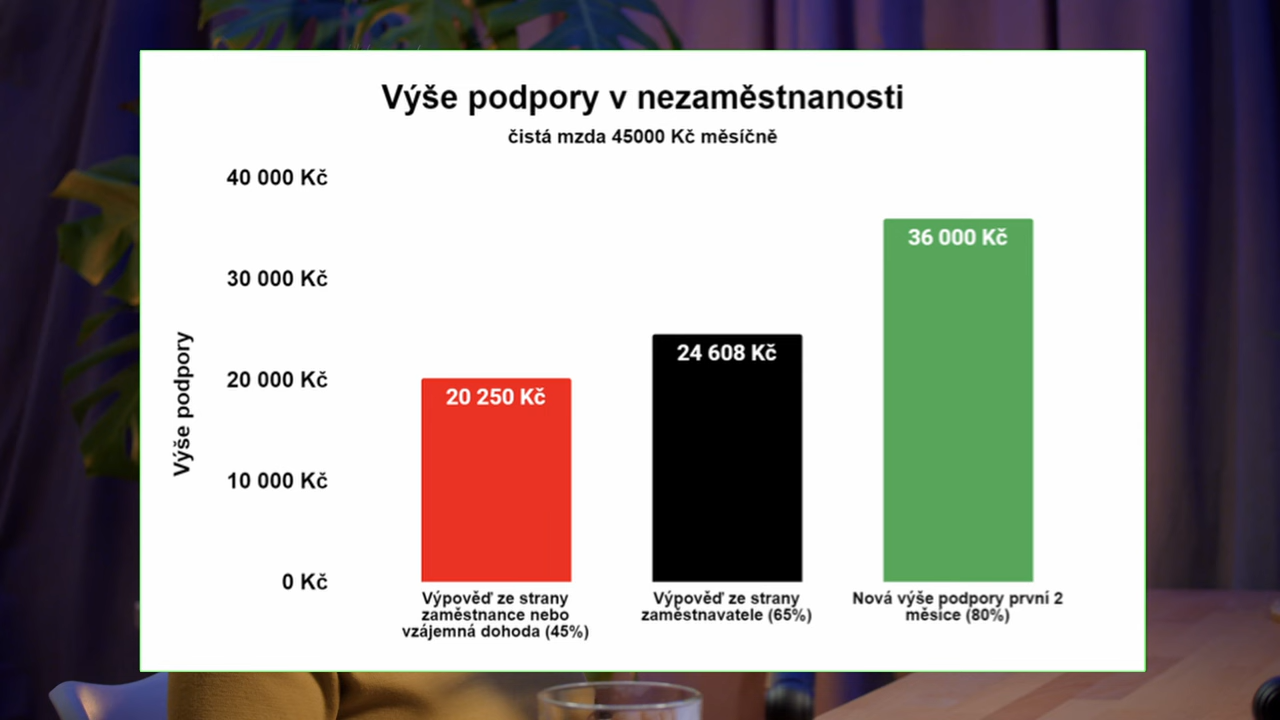 Výše podpory v nezaměstnanosti
čistá mzda 45000 Kč měsíčně
40 000 Kč
30 000 Kč
20 000 Kč
10 000 Kč
0 Kč
Výše podpory
20 250 Kč
24 608 Kč
36 000 Kč
Výpověď ze strany
zaměstnance nebo
vzájemná dohoda (45%)
Výpověď ze strany
zaměstnavatele (65%)
Nová výše podpory první 2
měsíce (80%)